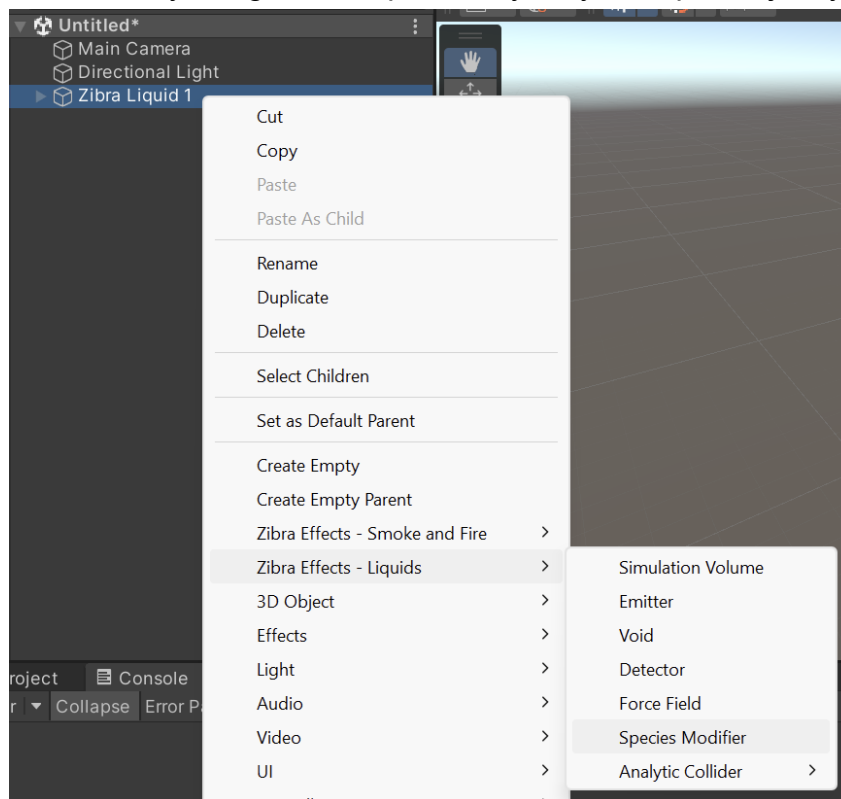 Untitled*
Main Camera
Directional Light
Zibra Liquid 1
Cut
Copy
Paste
Paste As Child
Rename
Duplicate
Delete
Select Children
Set as Default Parent
Create Empty
Create Empty Parent
Zibra Effects - Smoke and Fire
Zibra Effects - Liquids
Simulation Volume
3D Object
Emitter
Effects
Void
Light
Detector
Audio
Force Field
Video
Species Modifier
UI
Analytic Collider
roject Console
r Collapse Error P